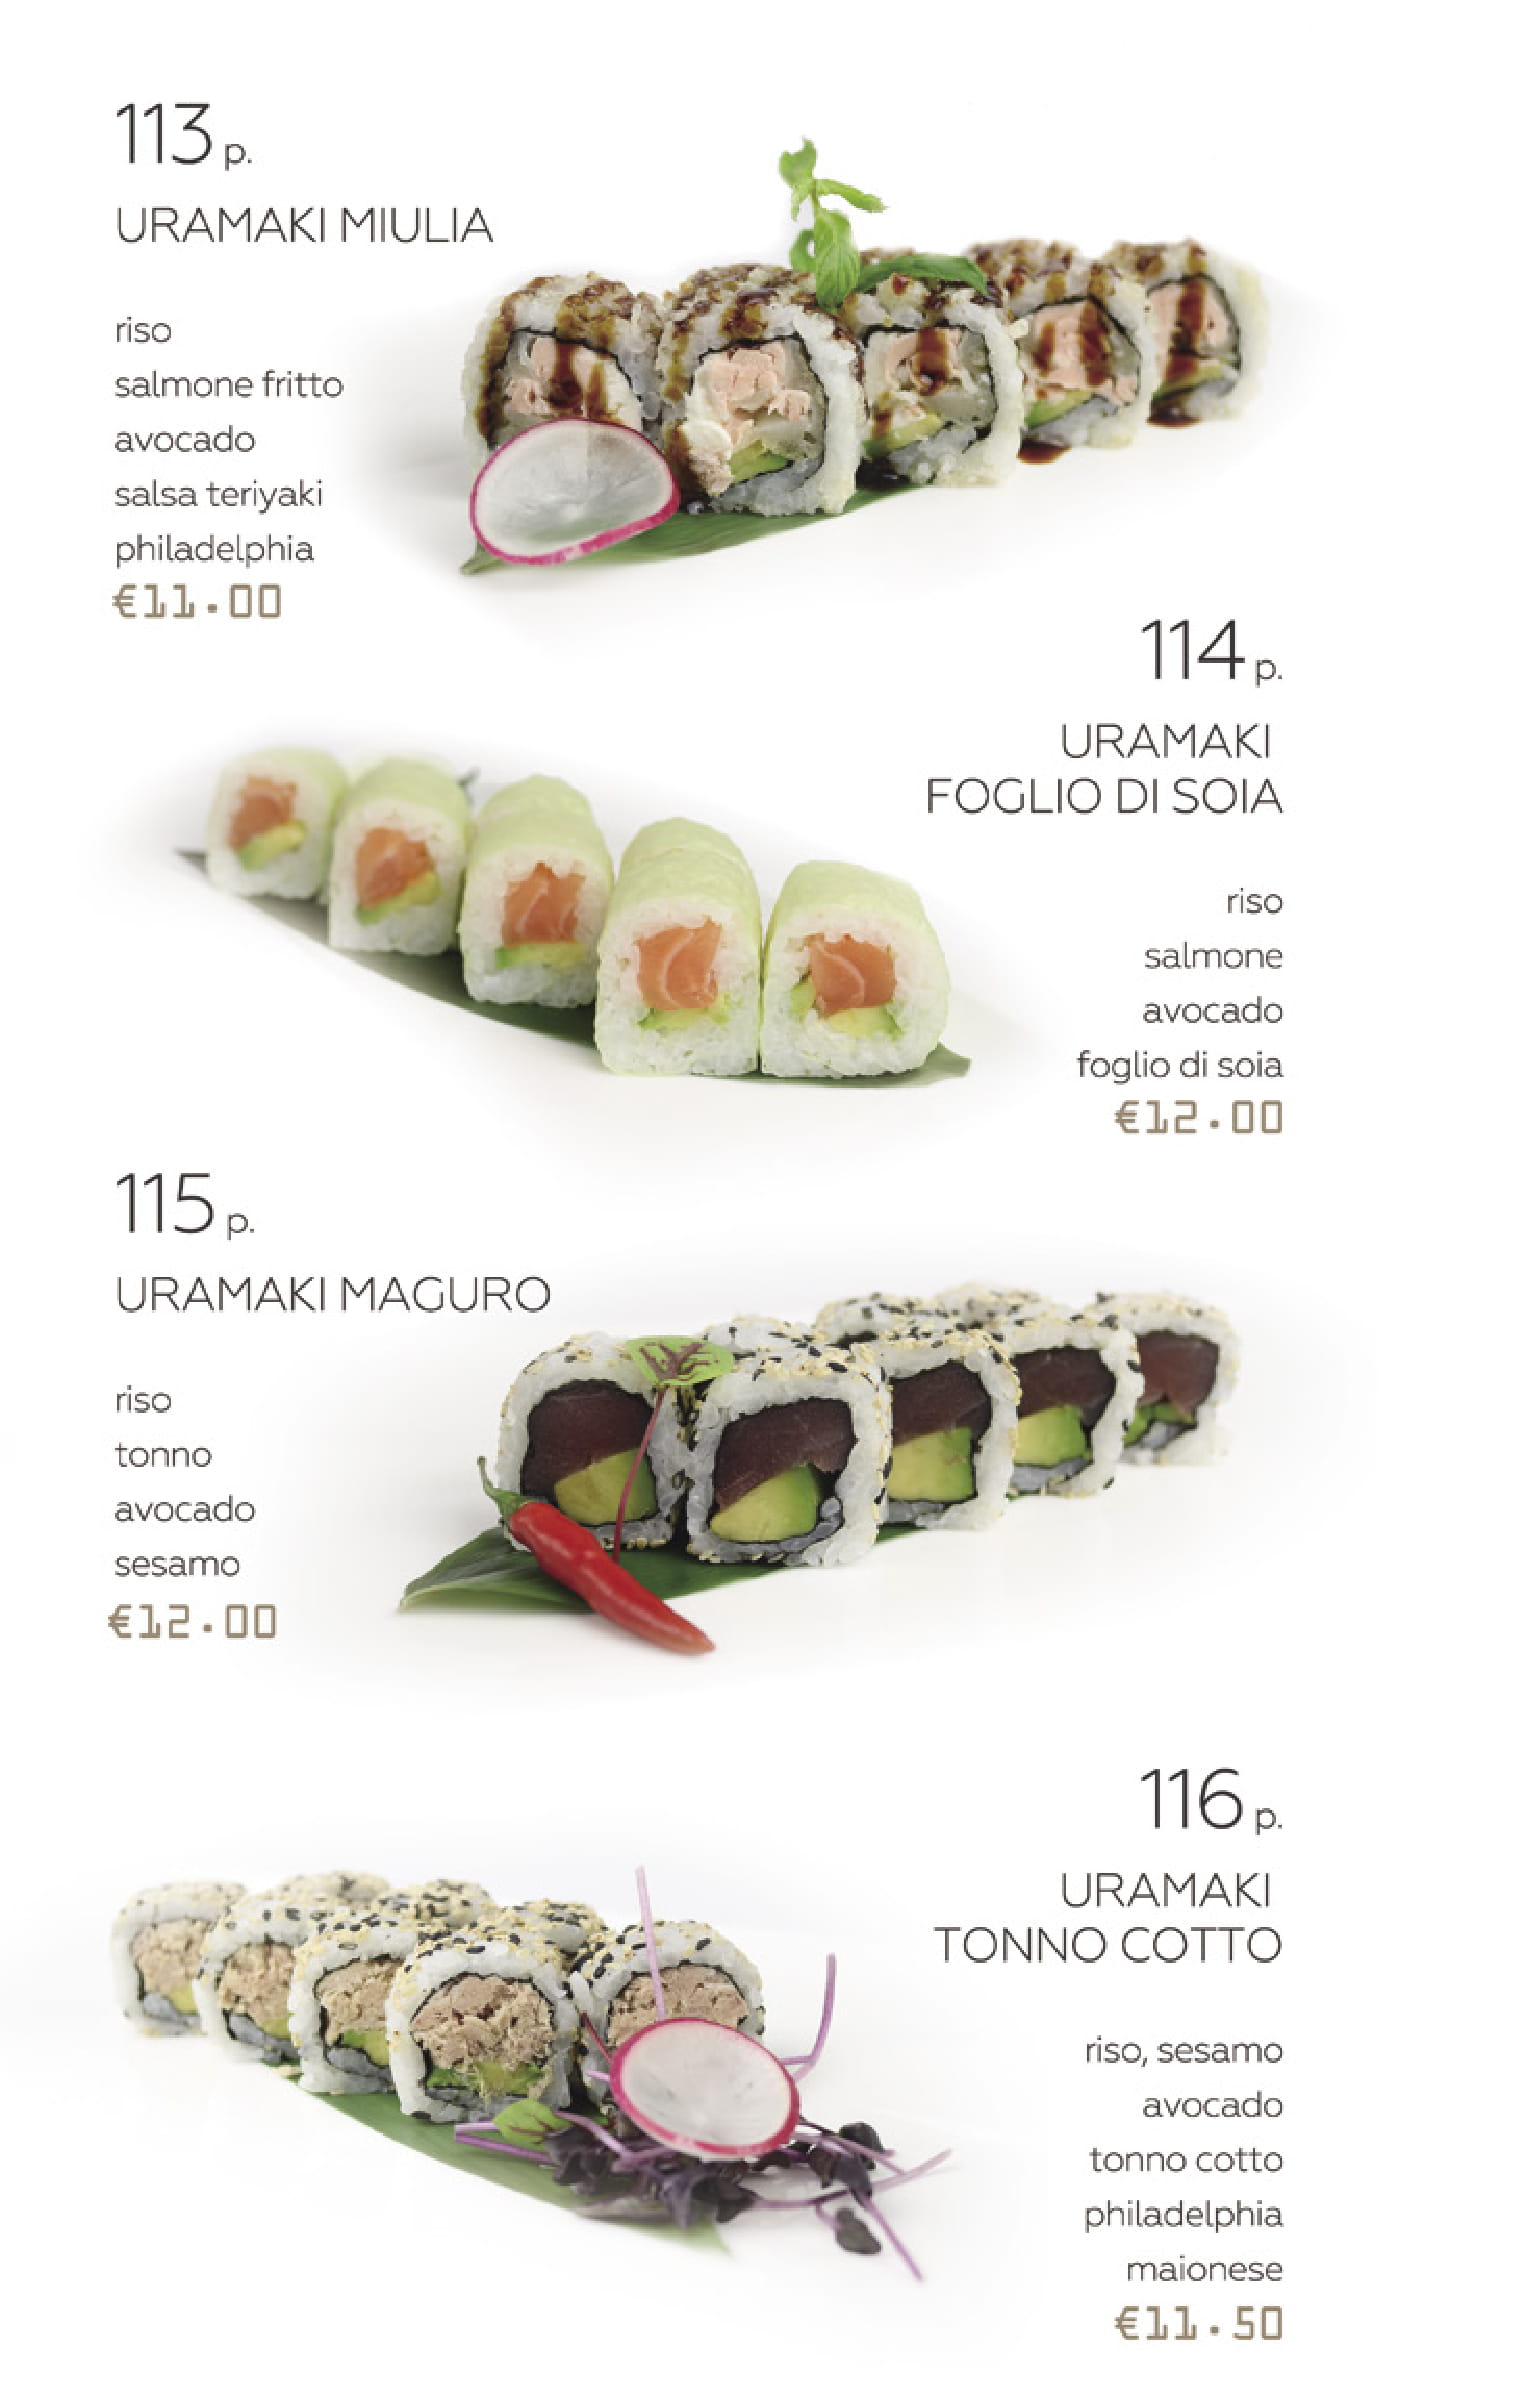 113 p.
URAMAKI MIULIA
riso
salmone fritto
avocado
salsa teriyaki
philadelphia
€11.00
114 p.
URAMAKI
FOGLIO DI SOIA
riso
salmone
avocado
foglio di soia
€12.00
115 p.
URAMAKI MAGURO
riso
tonno
avocado
sesamo
€12.00
116 p.
URAMAKI
TONNO COTTO
riso, sesamo
avocado
tonno cotto
philadelphia
maionese
€11.50